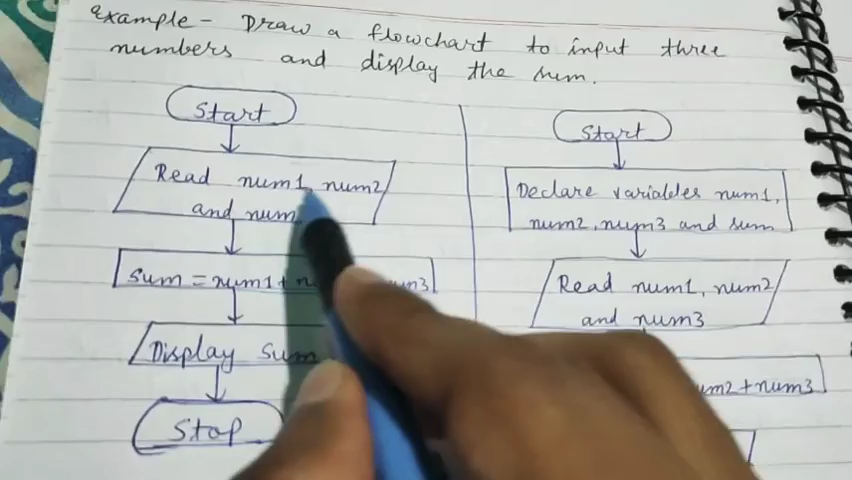 Example - Draw a flowchart to input three
numbers and display the sum.
Start
Read num1, num2
and num
sum = num1 + n
num3
Display sum
Stop
Start
Declare variables num1,
num2, num3 and sum
Read num1, num2
and num3
num2 + num3